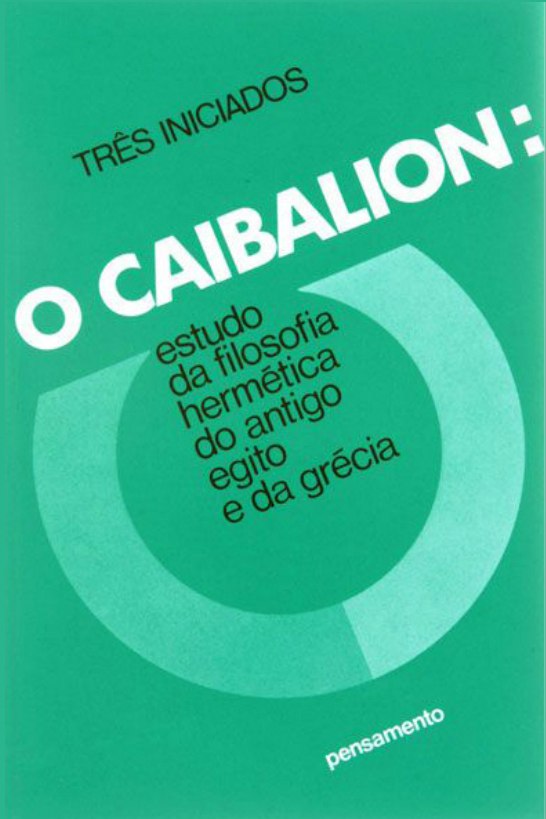 TRÊS INICIADOS
O CAIBALION:
estudo
da filosofia
hermética
do antigo
egito
e da grécia
pensamento